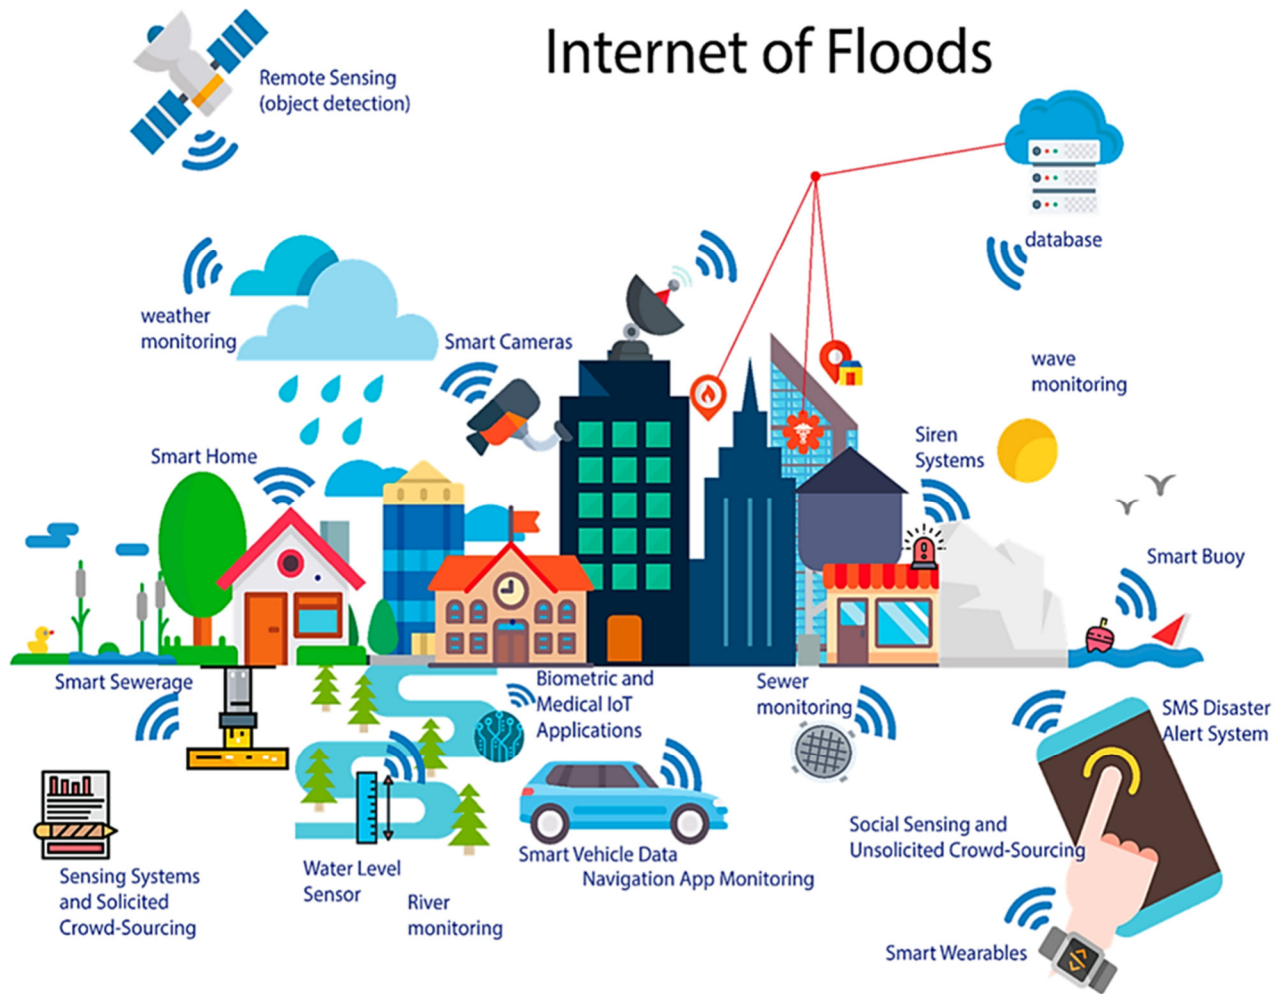 Internet of Floods
Remote Sensing
(object detection)
database
weather
monitoring
Smart Cameras
wave
monitoring
Smart Home
Siren
Systems
Smart Buoy
Smart Sewerage
Biometric and
Medical IoT
Applications
Sewer
monitoring
SMS Disaster
Alert System
Social Sensing and
Unsolicited Crowd-Sourcing
Smart Vehicle Data
Navigation App Monitoring
Water Level
Sensor
River
monitoring
Sensing Systems
and Solicited
Crowd-Sourcing
Smart Wearables